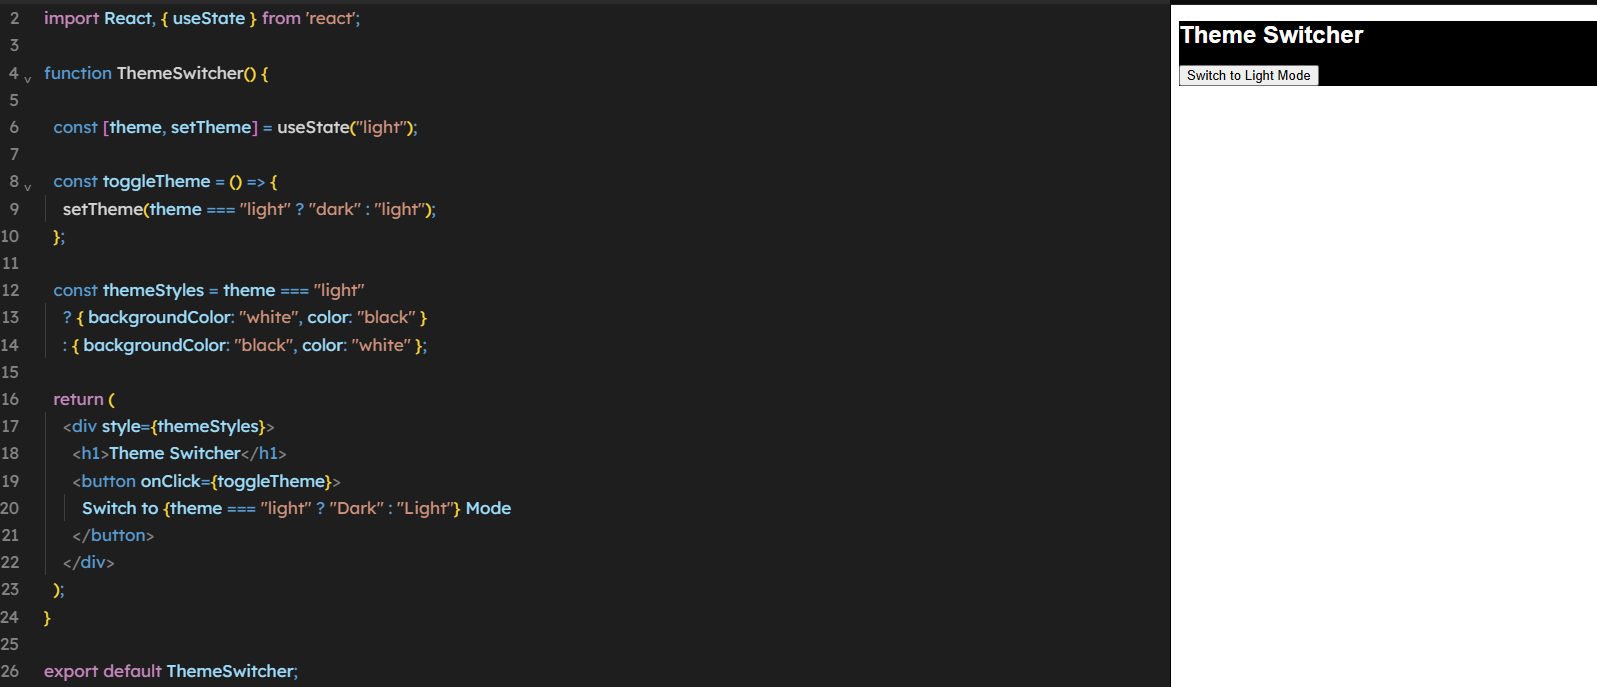 2 import React, { useState } from 'react';
3
4 function ThemeSwitcher() {
5
6 const [theme, setTheme] = useState("light");
7
8 const toggleTheme = () => {
9 setTheme(theme === "light" ? "dark" : "light");
10 };
11
12 const themeStyles = theme === "light"
13 ? { backgroundColor: "white", color: "black" }
14 : { backgroundColor: "black", color: "white" };
15
16 return (
17 <div style={themeStyles}>
18 <h1>Theme Switcher</h1>
19 <button onClick={toggleTheme}>
20 Switch to {theme === "light" ? "Dark" : "Light"} Mode
21 </button>
22 </div>
23 );
24 }
25
26 export default ThemeSwitcher;
Theme Switcher
Switch to Light Mode